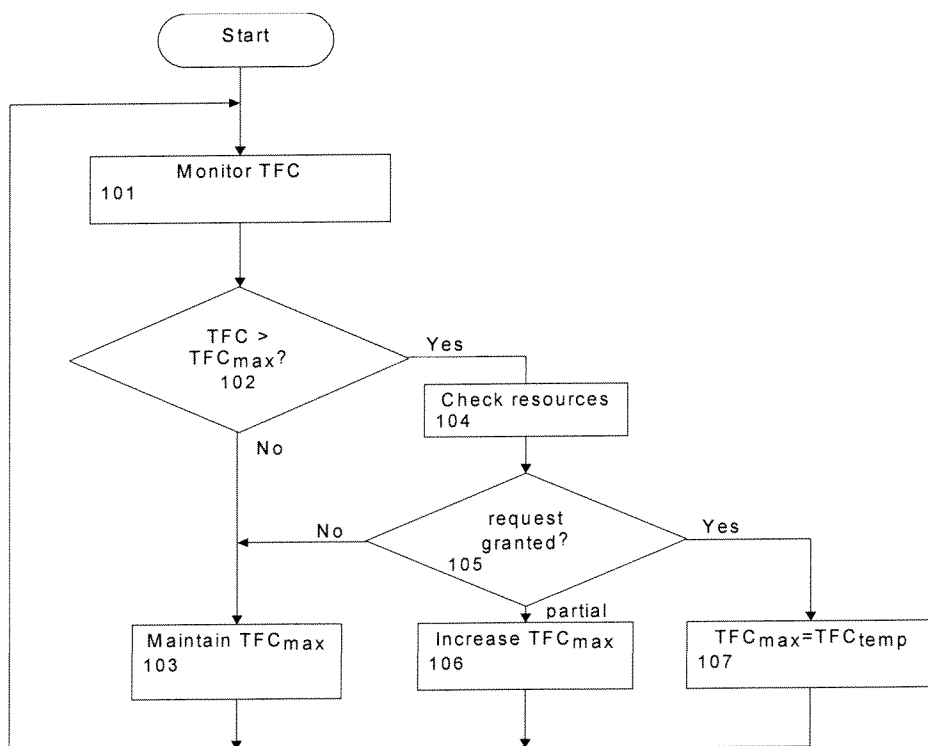 Start
Monitor TFC
101
TFC >
TFCmax?
102
Yes
Check resources
104
No
request
granted?
105
No
Yes
partial
Maintain TFCmax
103
Increase TFCmax
106
TFCmax=TFCtemp
107